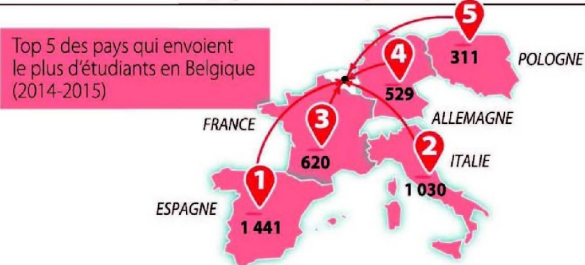 Top 5 des pays qui envoient
le plus d'étudiants en Belgique
(2014-2015)
5
311
POLOGNE
4
529
ALLEMAGNE
FRANCE
3
620
2
ITALIE
1 030
1
ESPAGNE
1 441